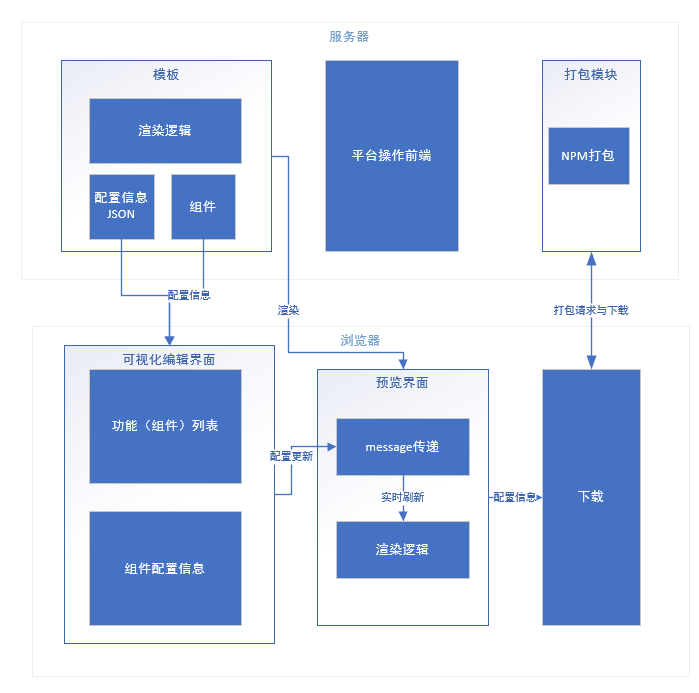 服务器
模板
渲染逻辑
配置信息
JSON
组件
平台操作前端
打包模块
NPM打包
配置信息
渲染
打包请求与下载
浏览器
可视化编辑界面
功能（组件）列表
组件配置信息
配置更新
预览界面
message传递
实时刷新
渲染逻辑
配置信息
下载